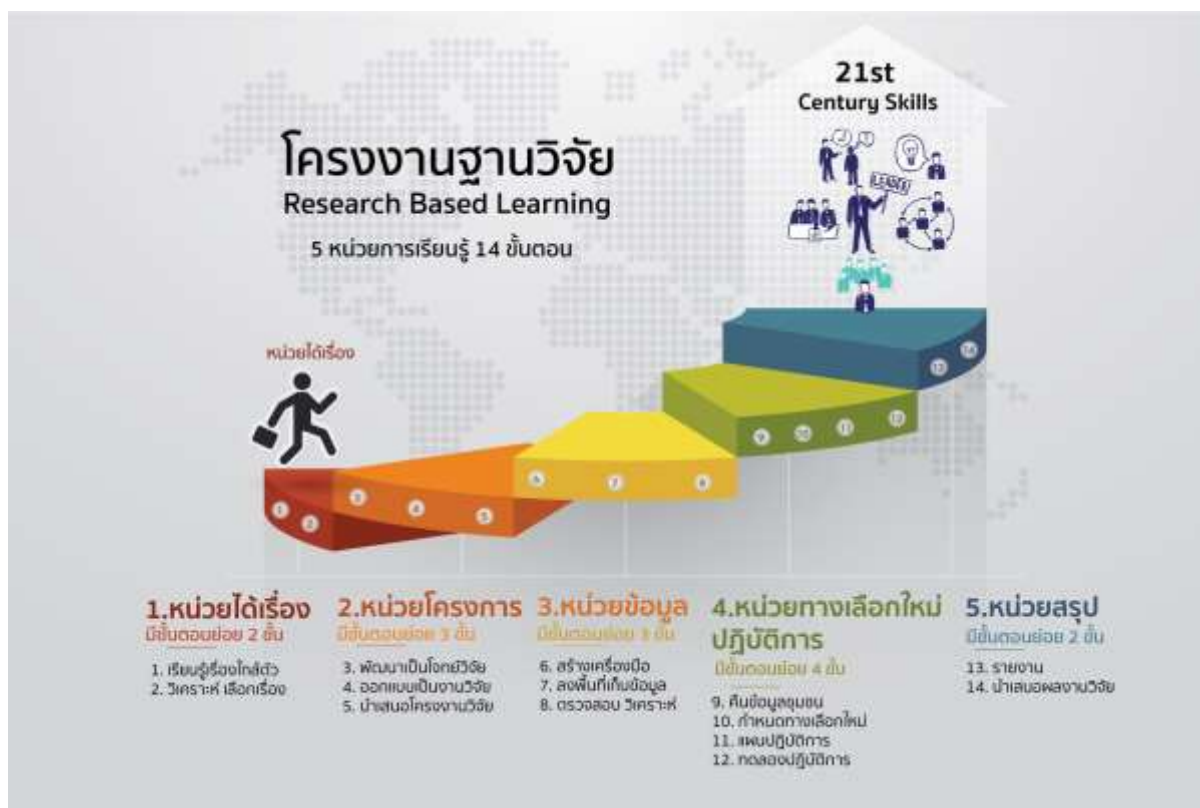 21st
Century Skills
LEADER
โครงงานฐานวิจัย
Research Based Learning
5 หน่วยการเรียนรู้ 14 ขั้นตอน
หน่วยได้เรื่อง
1 2 3 4 5 6 7 8 9 10 11 13 13 14
1.หน่วยได้เรื่อง
มีขั้นตอนย่อย 2 ขั้น
1. เรียนรู้เรื่องใกล้ตัว
2. วิเคราะห์ เลือกเรื่อง
2.หน่วยโครงการ
มีขั้นตอนย่อย 3 ขั้น
3. พัฒนาเป็นโจทย์วิจัย
4. ออกแบบเป็นงานวิจัย
5. นำเสนอโครงงานวิจัย
3.หน่วยข้อมูล
มีขั้นตอนย่อย 3 ขั้น
6. สร้างเครื่องมือ
7. ลงพื้นที่เก็บข้อมูล
8. ตรวจสอบ วิเคราะห์
4.หน่วยทางเลือกใหม่
ปฏิบัติการ
มีขั้นตอนย่อย 4 ขั้น
9. คืนข้อมูลชุมชน
10. กำหนดทางเลือกใหม่
11. แผนปฏิบัติการ
12. ทดลองปฏิบัติการ
5.หน่วยสรุป
มีขั้นตอนย่อย 2 ขั้น
13. รายงาน
14. นำเสนอผลงานวิจัย